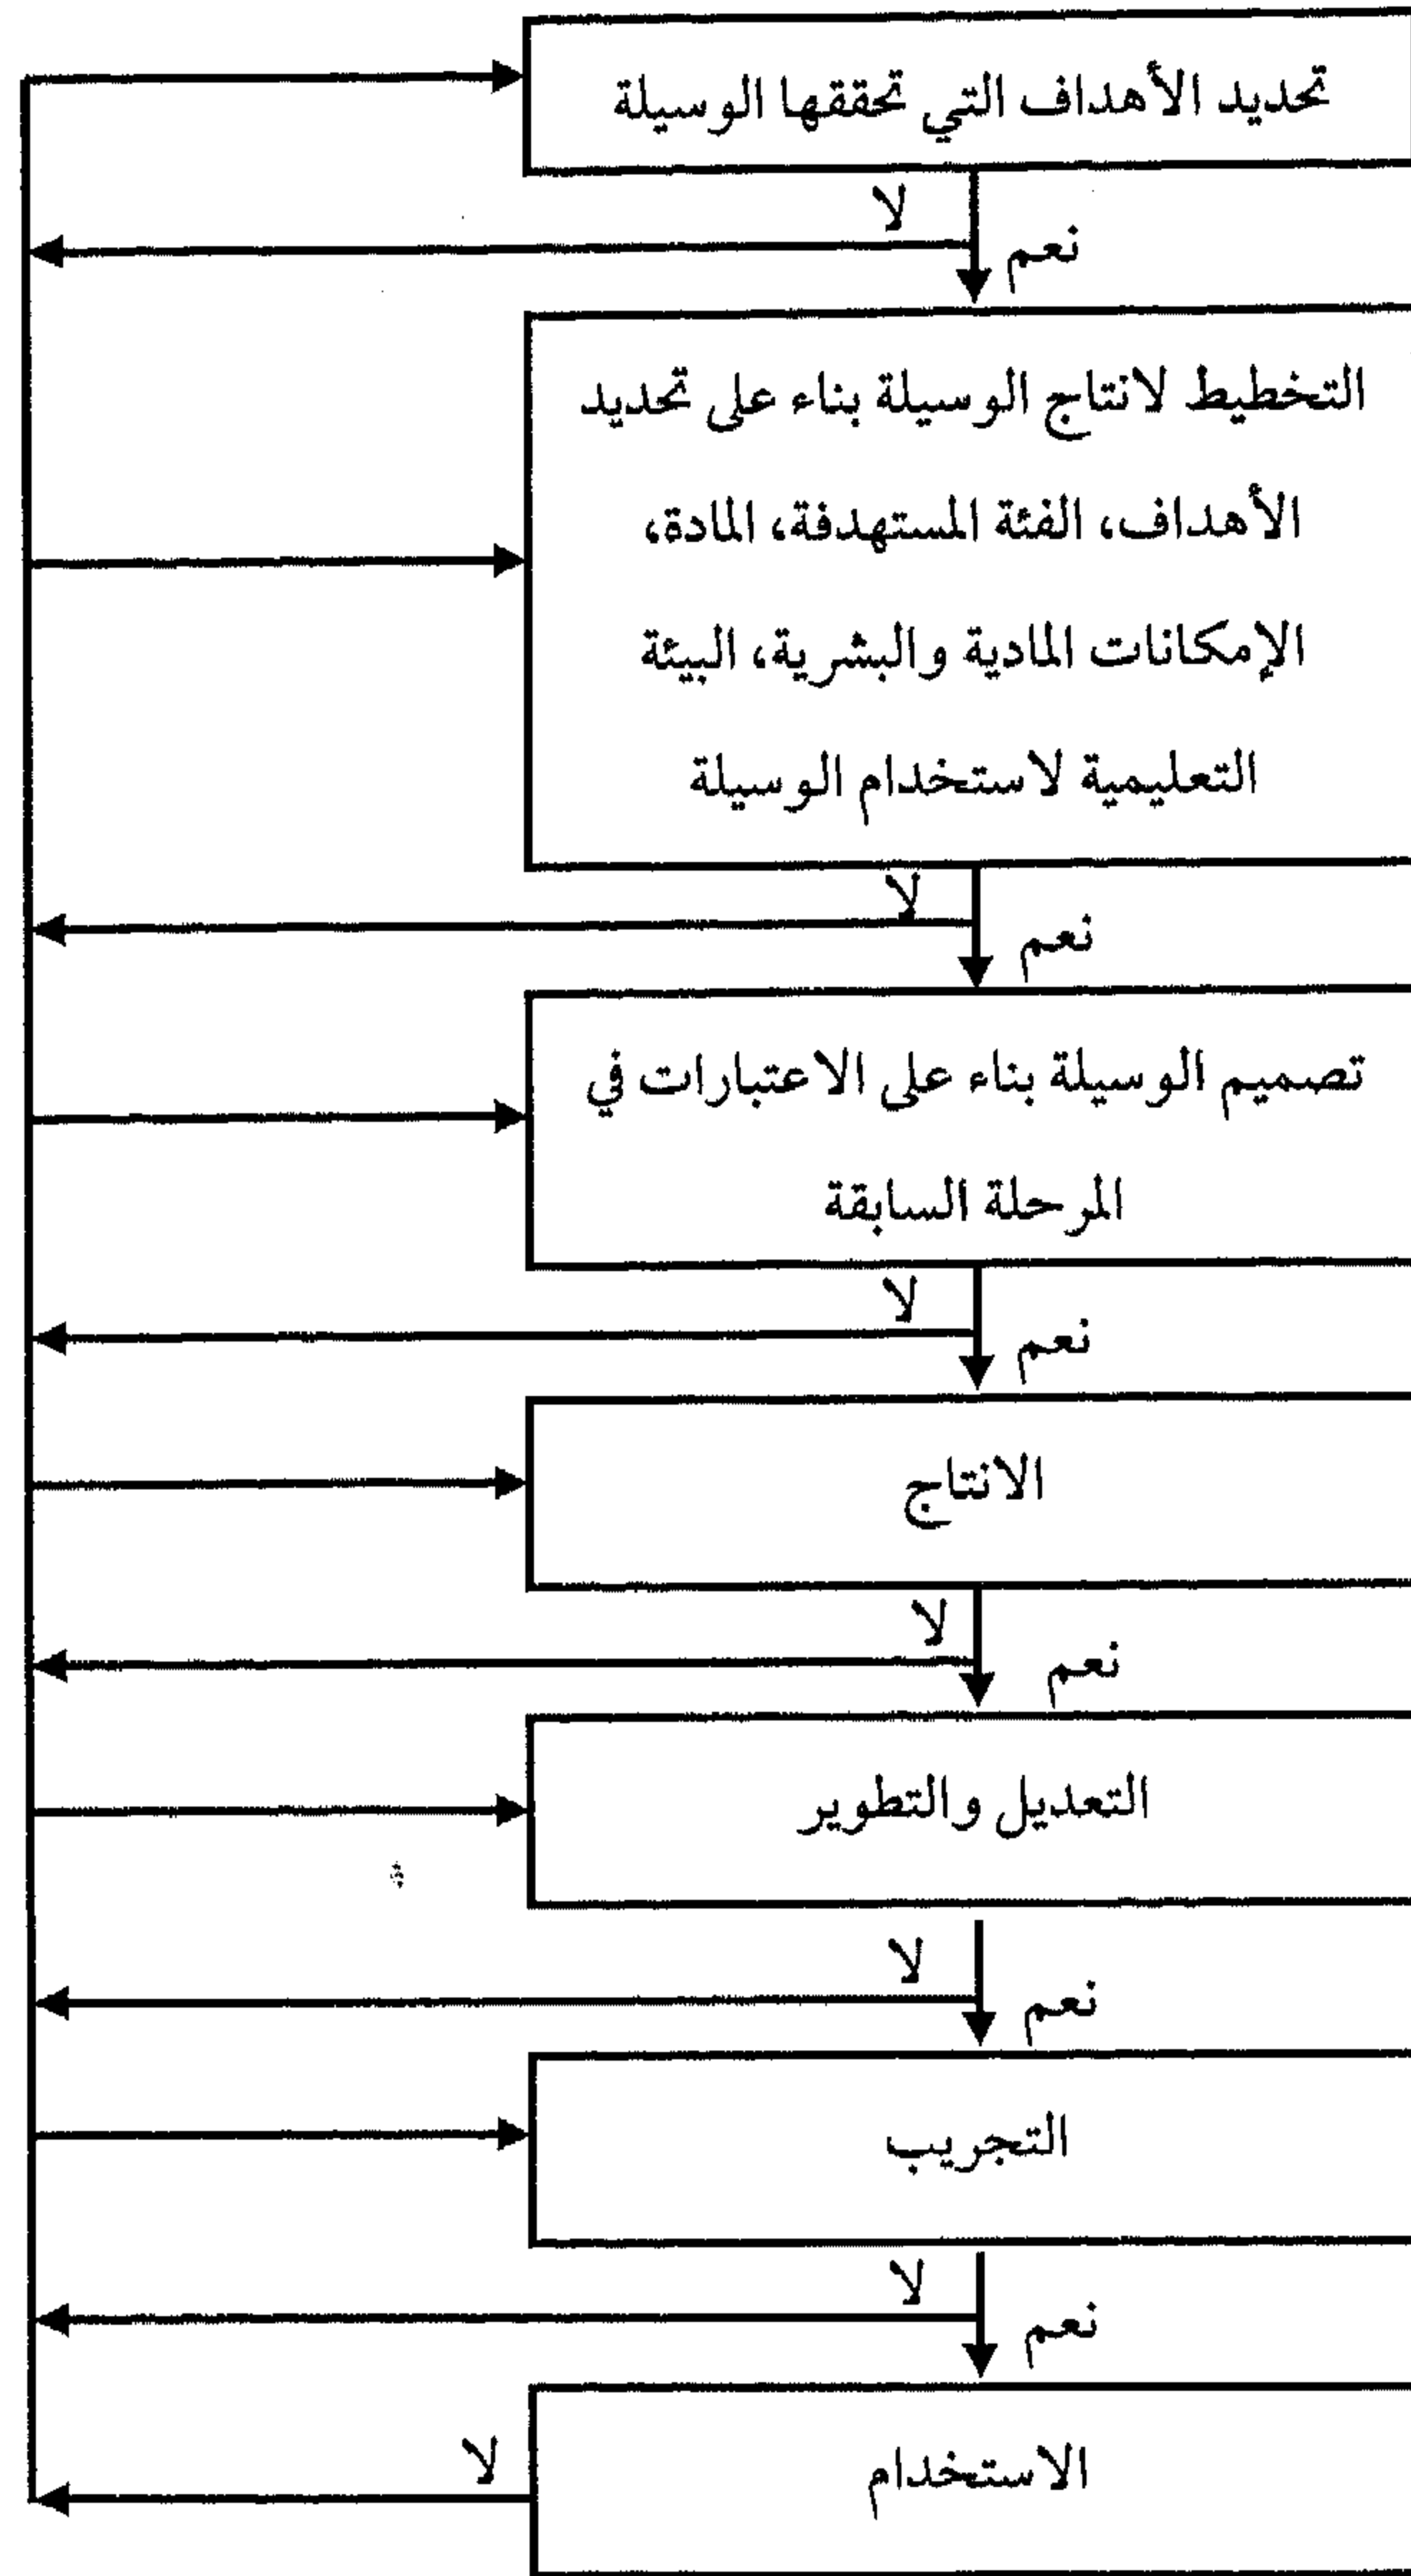 تحديد الأهداف التي تحققها الوسيلة
لا
نعم
التخطيط لانتاج الوسيلة بناء على تحديد
الأهداف، الفئة المستهدفة، المادة،
الإمكانات المادية والبشرية، البيئة
التعليمية لاستخدام الوسيلة
لا
نعم
تصميم الوسيلة بناء على الاعتبارات في
المرحلة السابقة
لا
نعم
الانتاج
لا
نعم
التعديل والتطوير
لا
نعم
التجريب
لا
نعم
الاستخدام
لا